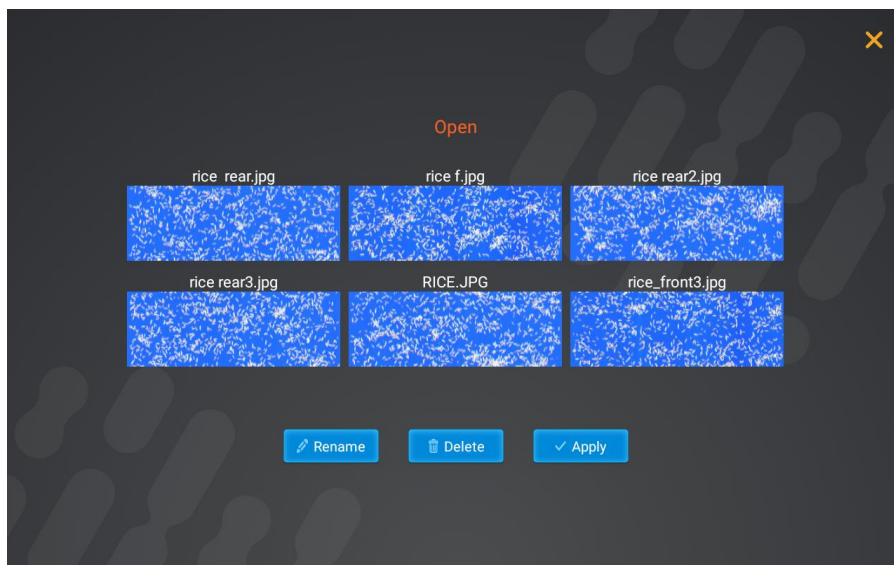 Open
rice  rear.jpg
rice f.jpg
rice rear2.jpg
rice rear3.jpg
RICE.JPG
rice_front3.jpg
Rename
Delete
Apply